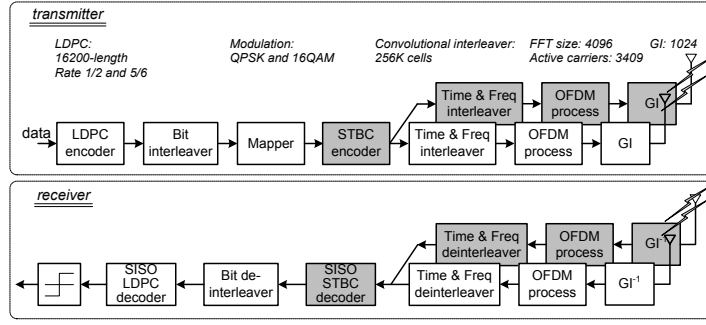 transmitter
LDPC:
16200-length
Rate 1/2 and 5/6
Modulation:
QPSK and 16QAM
Convolutional interleaver:
256K cells
FFT size: 4096
Active carriers: 3409
GI: 1024
Time & Freq
interleaver
OFDM
process
GI
data
LDPC
encoder
Bit
interleaver
Mapper
STBC
encoder
Time & Freq
interleaver
OFDM
process
GI
receiver
Time & Freq
deinterleaver
OFDM
process
GI-1
SISO
LDPC
decoder
Bit de-
interleaver
SISO
STBC
decoder
Time & Freq
deinterleaver
OFDM
process
GI-1